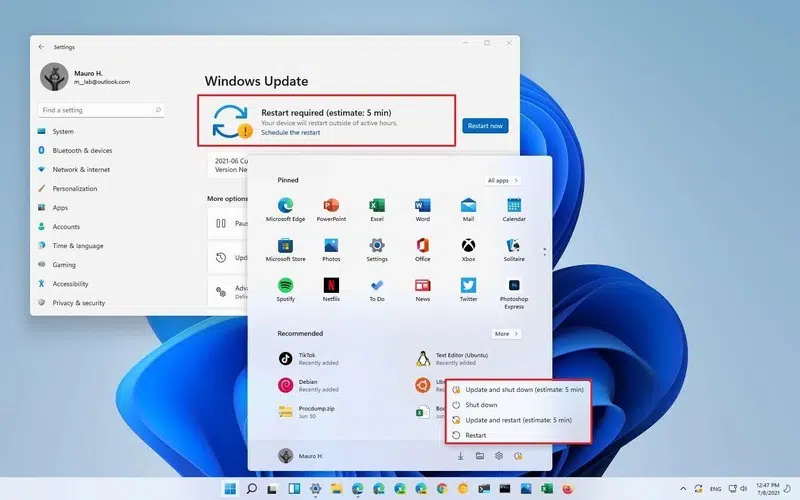 Settings
Mauro H.
m_lab@outlook.com
Find a setting
System
Bluetooth & devices
Network & internet
Personalization
Apps
Accounts
Time & language
Gaming
Accessibility
Privacy & security
Windows Update
Restart required (estimate: 5 min)
Your device will restart outside of active hours.
Schedule the restart
Restart now
2021-06 Cu
Version Ne
More options
Paus
Upd
Adva
Deliv
Pinned
All apps >
Microsoft Edge PowerPoint Excel Word Mail Calendar
Microsoft Store Photos Settings Office Xbox Solitaire
Spotify Netflix To Do News Twitter Photoshop
Express
Recommended
More >
TikTok
Recently added
Text Editor (Ubuntu)
Recently added
Debian
Recently added
Ubu
Procdump.zip
Jun 30
Boo
Update and shut down (estimate: 5 min)
Shut down
Update and restart (estimate: 5 min)
Restart
Mauro H.
ENG
12:47 PM
7/8/2021